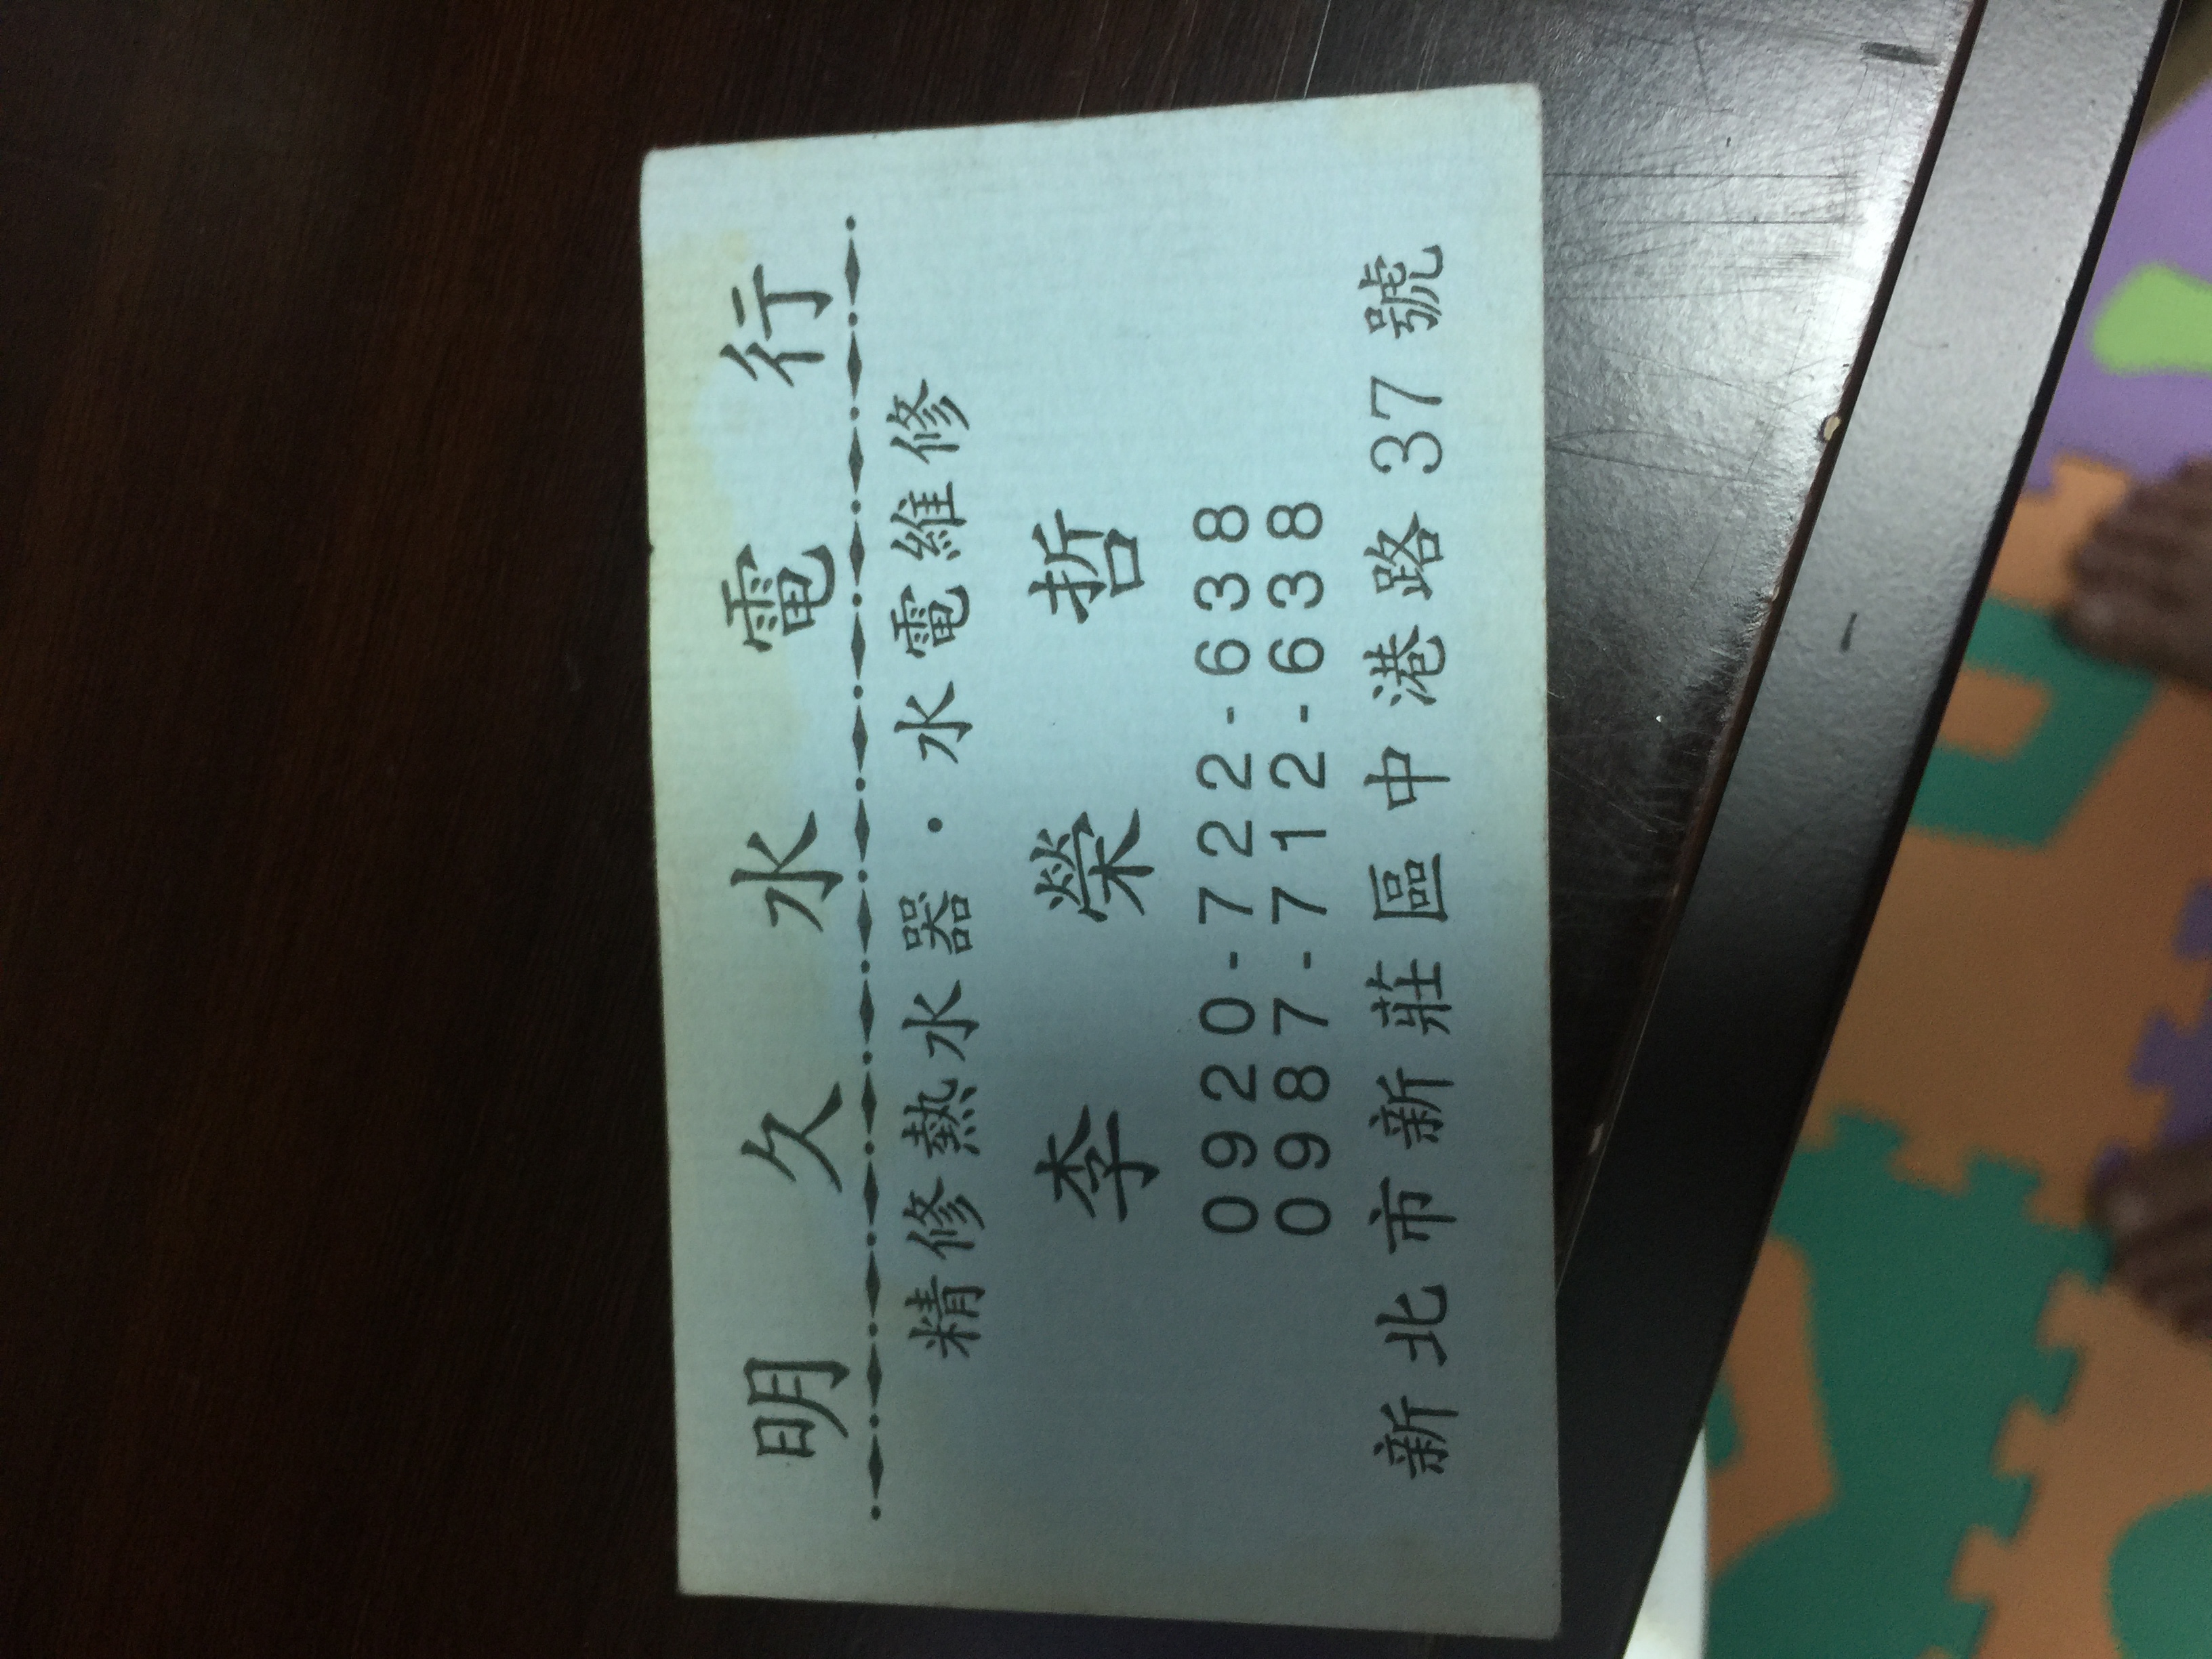 明久水電行
精修熱水器・水電維修
李榮哲
0920-722-638
0987-712-638
新北市新莊區中港路37號